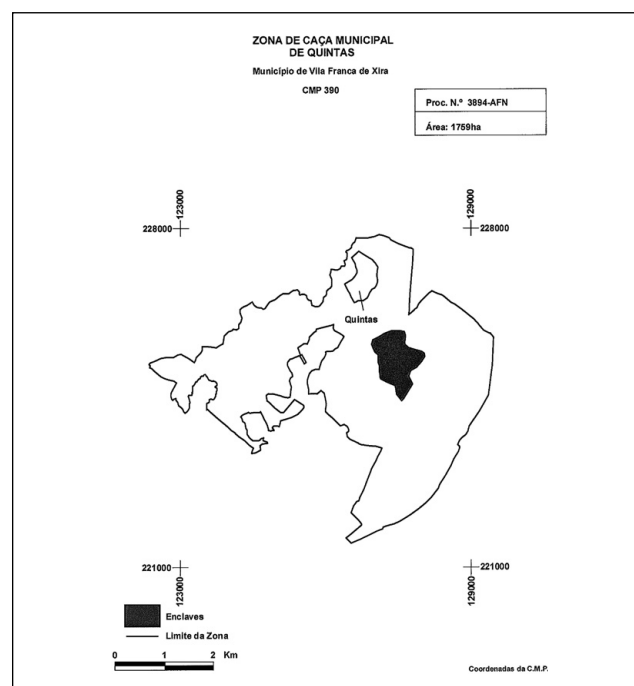 ZONA DE CAÇA MUNICIPAL
DE QUINTAS
Município de Vila Franca de Xira
CMP 390
Proc. N.º 3894-AFN
Área: 1759ha
123000
129000
228000
228000
Quintas
221000
221000
123000
129000
Enclaves
Limite da Zona
0 1 2 Km
Coordenadas da C.M.P.